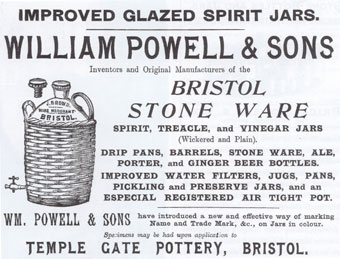 IMPROVED GLAZED SPIRIT JARS.
WILLIAM POWELL & SONS
Inventors and Original Manufacturers of the
BRISTOL
STONE WARE
J. BROWN
WINE MERCHANT
BRISTOL.
SPIRIT, TREACLE, and VINEGAR JARS
(Wickered and Plain).
DRIP PANS, BARRELS, STONE WARE, ALE,
PORTER, and GINGER BEER BOTTLES.
IMPROVED WATER FILTERS, JUGS, PANS,
PICKLING and PRESERVE JARS, and an
ESPECIAL REGISTERED AIR TIGHT POT.
WM. POWELL & SONS have introduced a new and effective way of marking
Name and Trade Mark, &c., on Jars in colour.
Specimens may be had upon application to
TEMPLE GATE POTTERY, BRISTOL.